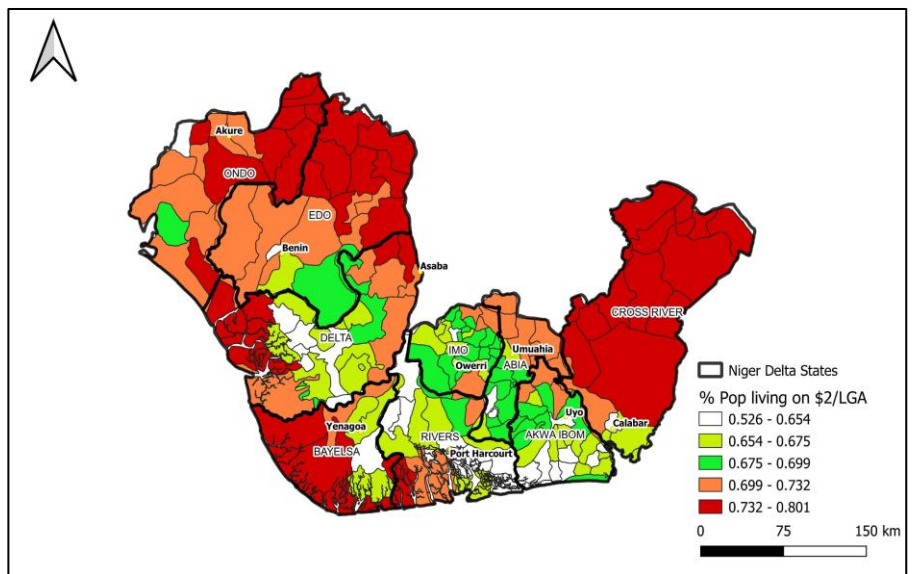 Akure
ONDO
EDO
Benin
Asaba
DELTA
CROSS RIVER
IMO
Umuahia
Owerri
ABIA
Uyo
Calabar
Yenagoa
RIVERS
AKWA IBOM
BAYELSA
Port Harcourt
Niger Delta States
% Pop living on $2/LGA
0.526 - 0.654
0.654 - 0.675
0.675 - 0.699
0.699 - 0.732
0.732 - 0.801
0 75 150 km